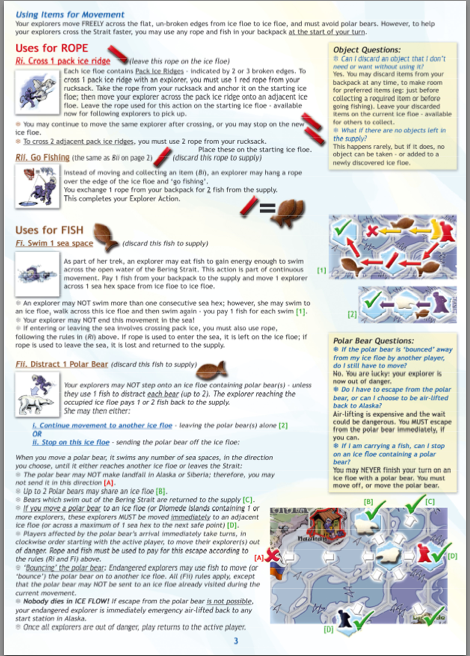 Using Items for Movement
Your explorers move FREELY across the flat, un-broken edges from ice floe to ice floe, and must avoid polar bears. However, to help
your explorers cross the Strait faster, you may use any rope and fish in your backpack at the start of your turn.
Uses for ROPE
Ri. Cross 1 pack ice ridge (leave this rope on the ice floe)
Each ice floe contains Pack Ice Ridges - indicated by 2 or 3 broken edges. To
cross 1 pack ice ridge with an explorer, you must use 1 red rope from your
rucksack. Take the rope from your rucksack and anchor it on the starting ice
floe; then move your explorer across the pack ice ridge onto an adjacent ice
floe. Leave the rope used for this action on the starting ice floe - available
now for following explorers to pick up.
You may continue to move the same explorer after crossing, or you may stop on the new
ice floe.
To cross 2 adjacent pack ice ridges, you must use 2 rope from your rucksack.
Place these on the starting ice floe.
Rii. Go Fishing (the same as Bii on page 2) (discard this rope to supply)
Instead of moving and collecting an item (Bi), an explorer may hang a rope
over the edge of the ice floe and 'go fishing'.
You exchange 1 rope from your backpack for 2 fish from the supply.
This completes your Explorer Action.
=
Uses for FISH
Fi. Swim 1 sea space (discard this fish to supply)
As part of her trek, an explorer may eat fish to gain energy enough to swim
across the open water of the Bering Strait. This action is part of continuous
movement. Pay 1 fish from your backpack to the supply and move 1 explorer
across 1 sea hex space from ice floe to ice floe.
An explorer may NOT swim more than one consecutive sea hex; however, she may swim to
an ice floe, walk across this ice floe and then swim again - you pay 1 fish for each swim [1].
Your explorer may NOT end this movement in the sea!
If entering or leaving the sea involves crossing pack ice, you must also use rope,
following the rules in (Ri) above. If rope is used to enter the sea, it is left on the ice floe; if
rope is used to leave the sea, it is lost and returned to the supply.
Fii. Distract 1 Polar Bear (discard this fish to supply)
Your explorers may NOT step onto an ice floe containing polar bear(s) - unless
they use 1 fish to distract each bear (up to 2). The explorer reaching the
occupied ice floe pays 1 or 2 fish back to the supply.
She may then either:
i. Continue movement to another ice floe - leaving the polar bear(s) alone [2]
OR
ii. Stop on this ice floe - sending the polar bear off the ice floe:
When you move a polar bear, it swims any number of sea spaces, in the direction
you choose, until it either reaches another ice floe or leaves the Strait:
The polar bear may NOT make landfall in Alaska or Siberia; therefore, you may
not send it in this direction [A].
Up to 2 Polar bears may share an ice floe [B].
Bears which swim out of the Bering Strait are returned to the supply [C].
If you move a polar bear to an ice floe (or Diomede Islands) containing 1 or
more explorers, these explorers MUST be moved immediately to an adjacent
ice floe (or across a maximum of 1 sea hex to the next safe point) [D].
Players affected by the polar bear's arrival immediately take turns, in
clockwise order starting with the active player, to move their explorer(s) out
of danger. Rope and fish must be used to pay for this escape according to
the rules (Ri) and (Fi) above.
'Bouncing' the polar bear: Endangered explorers may use fish to move (or
'bounce') the polar bear on to another ice floe. All (Fii) rules apply, except
that the polar bear may NOT be sent to an ice floe already visited during the
current movement.
Nobody dies in ICE FLOW! If escape from the polar bear is not possible,
your endangered explorer is immediately emergency air-lifted back to any
start station in Alaska.
Once all explorers are out of danger, play returns to the active player.
Object Questions:
Can I discard an object that I don't
need or want without using it?
Yes. You may discard items from your
backpack at any time, to make room
for preferred items (eg: just before
collecting a required item or before
going fishing). Leave your discarded
items on the current ice floe - available
for others to collect.
What if there are no objects left in
the supply?
This happens rarely, but if it does, no
object can be taken - or added to a
newly discovered ice floe.
[1]
[2]
Polar Bear Questions:
If the polar bear is 'bounced' away
from my ice floe by another player,
do I still have to move?
No. You are lucky: your explorer is
now out of danger.
Do I have to escape from the polar
bear, or can I choose to be air-lifted
back to Alaska?
Air-lifting is expensive and the wait
could be dangerous. You MUST escape
from the polar bear immediately, if
you can.
If I am carrying a fish, can I stop
on an ice floe containing a polar
bear?
You may NEVER finish your turn on an
ice floe with a polar bear. You must
move off, or move the polar bear.
[B]
[C]
[A]
[D]
[D]
3